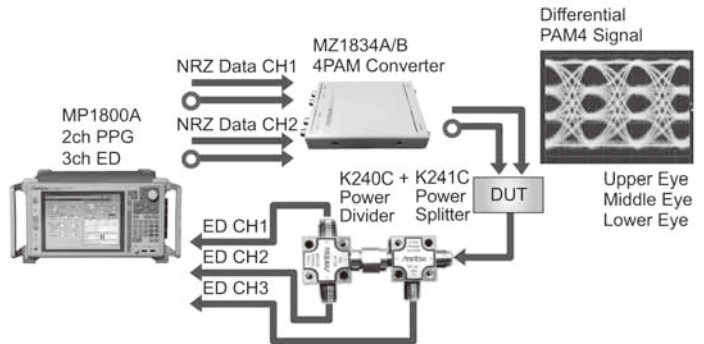 Differential
PAM4 Signal
MZ1834A/B
4PAM Converter
NRZ Data CH1
NRZ Data CH2
MP1800A
2ch PPG
3ch ED
K240C + K241C
Power Power
Divider Splitter
DUT
Upper Eye
Middle Eye
Lower Eye
ED CH1
ED CH2
ED CH3
Anritsu
Anritsu